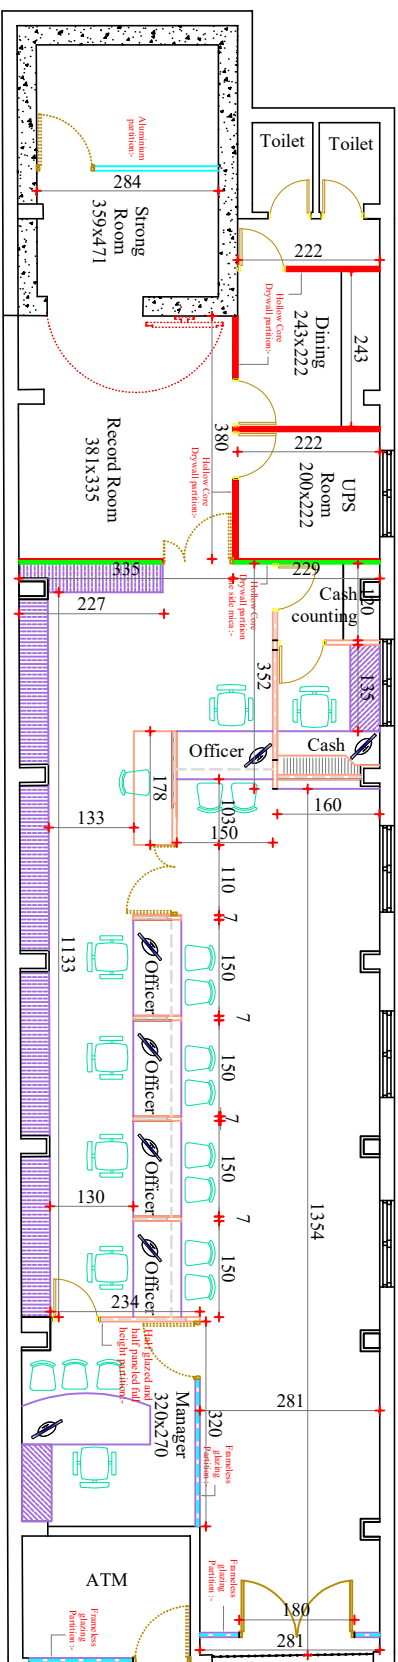 Toilet
Toilet
Aluminium
partition:-
284
Strong
Room
359x471
222
Hollow Core
Drywall partition:-
Dining
243x222
243
380
Record Room
381x335
Hollow Core
Drywall partition:-
222
UPS
Room
200x222
335
229
Hollow Core
Drywall partition
one side mica :-
Cash
counting
120
227
352
135
Officer
Cash
178
103
160
133
150
110
7
1133
150
Officer
7
150
Officer
7
150
Officer
7
130
150
Officer
1354
234
Half glazed and
half paneled full
height partition:-
Manager
320x270
320
281
Frameless
glazing
Partition :-
ATM
Frameless
glazing
Partition :-
Frameless
glazing
Partition :-
180
281